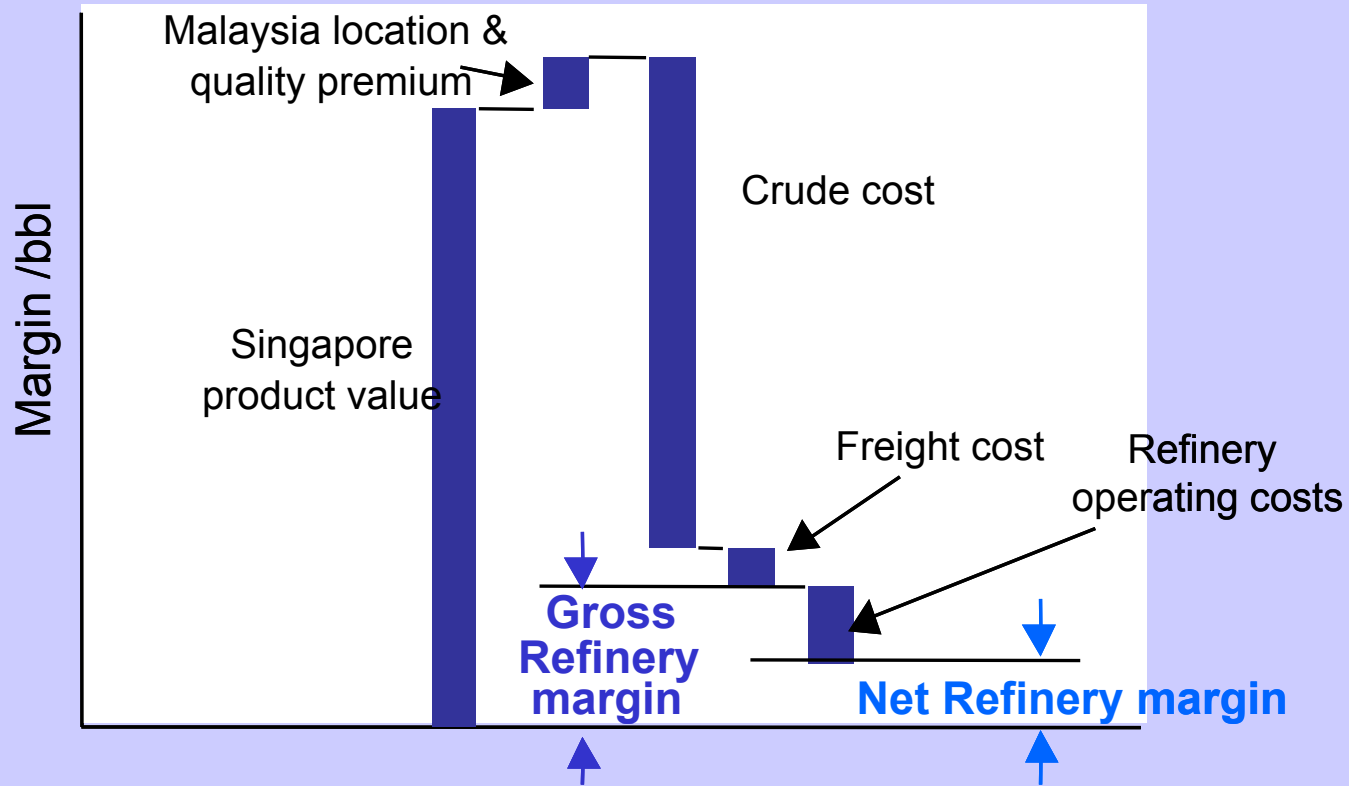 Malaysia location &
quality premium
Margin /bbl
Crude cost
Singapore
product value
Freight cost
Refinery
operating costs
Gross
Refinery
margin
Net Refinery margin